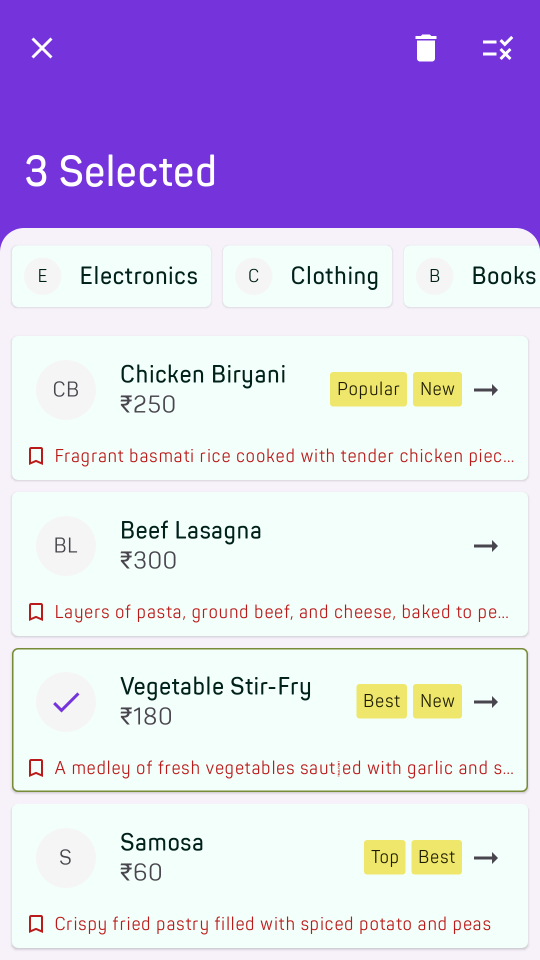 3 Selected
E Electronics C Clothing B Books
CB Chicken Biryani Popular New
₹250
Fragrant basmati rice cooked with tender chicken piec...
BL Beef Lasagna
₹300
Layers of pasta, ground beef, and cheese, baked to pe...
Vegetable Stir-Fry Best New
₹180
A medley of fresh vegetables saut ed with garlic and s...
S Samosa Top Best
₹60
Crispy fried pastry filled with spiced potato and peas